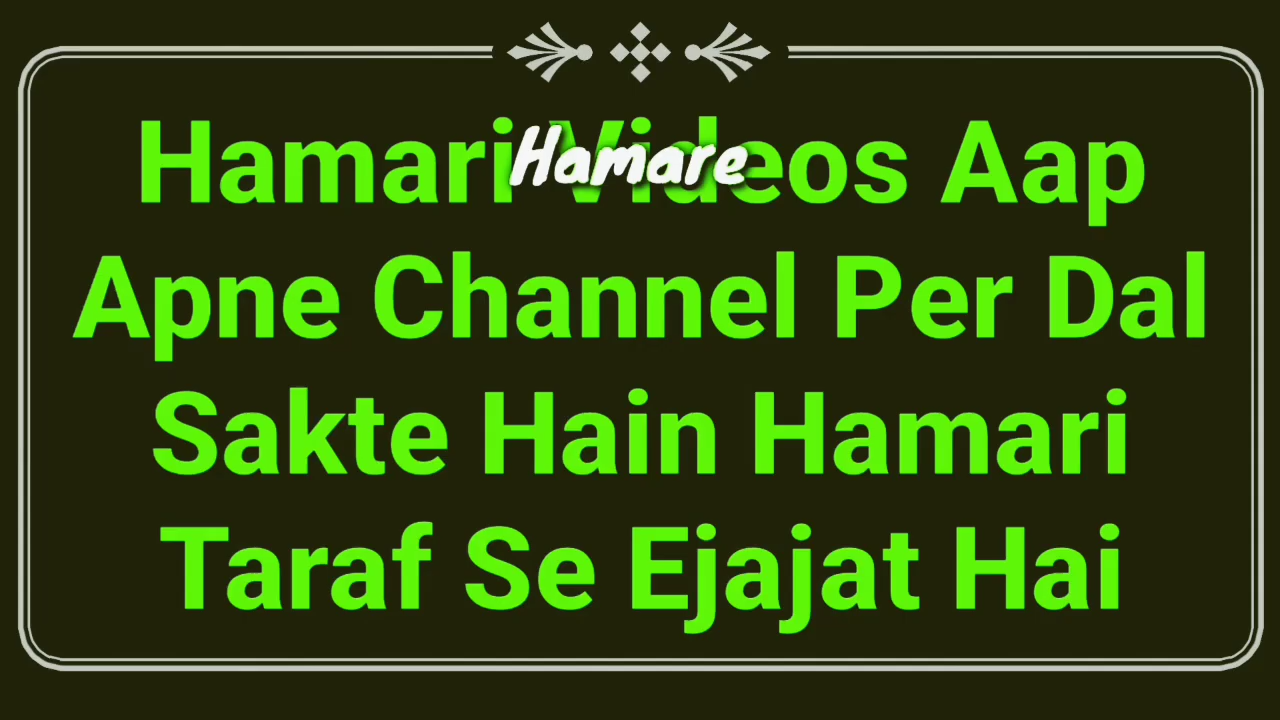 Hamari Videos Aap
Hamare
Apne Channel Per Dal
Sakte Hain Hamari
Taraf Se Ejajat Hai